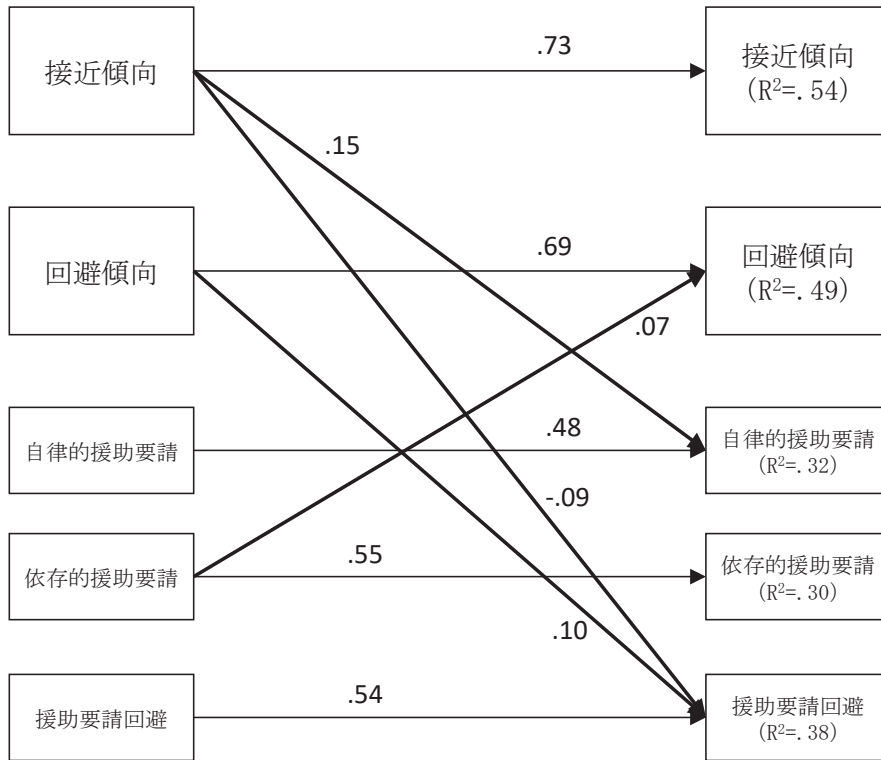 接近傾向
.73
接近傾向
(R²=.54)
.15
回避傾向
.69
回避傾向
(R²=.49)
.07
自律的援助要請
.48
自律的援助要請
(R²=.32)
-.09
依存的援助要請
.55
依存的援助要請
(R²=.30)
.10
援助要請回避
.54
援助要請回避
(R²=.38)